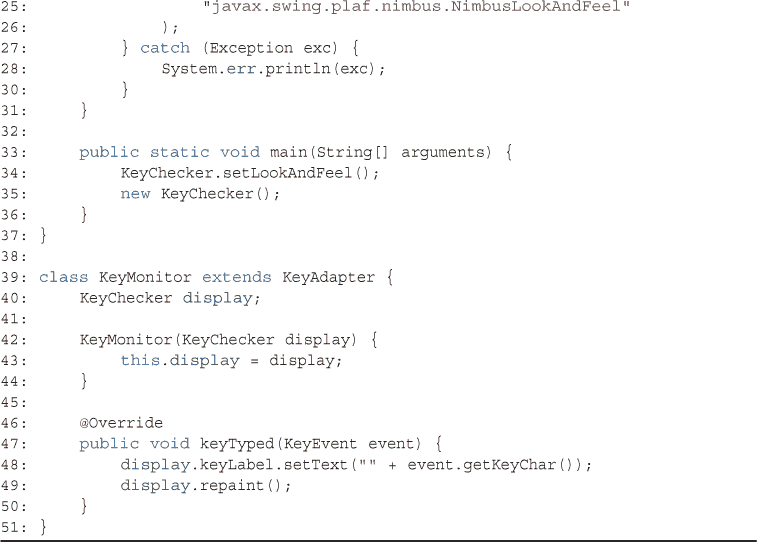 25:                 "javax.swing.plaf.nimbus.NimbusLookAndFeel"
26:             );
27:         } catch (Exception exc) {
28:             System.err.println(exc);
30:         }
31:     }
32:
33:     public static void main(String[] arguments) {
34:         KeyChecker.setLookAndFeel();
35:         new KeyChecker();
36:     }
37: }
38:
39: class KeyMonitor extends KeyAdapter {
40:     KeyChecker display;
41:
42:     KeyMonitor(KeyChecker display) {
43:         this.display = display;
44:     }
45:
46:     @Override
47:     public void keyTyped(KeyEvent event) {
48:         display.keyLabel.setText("" + event.getKeyChar());
49:         display.repaint();
50:     }
51: }